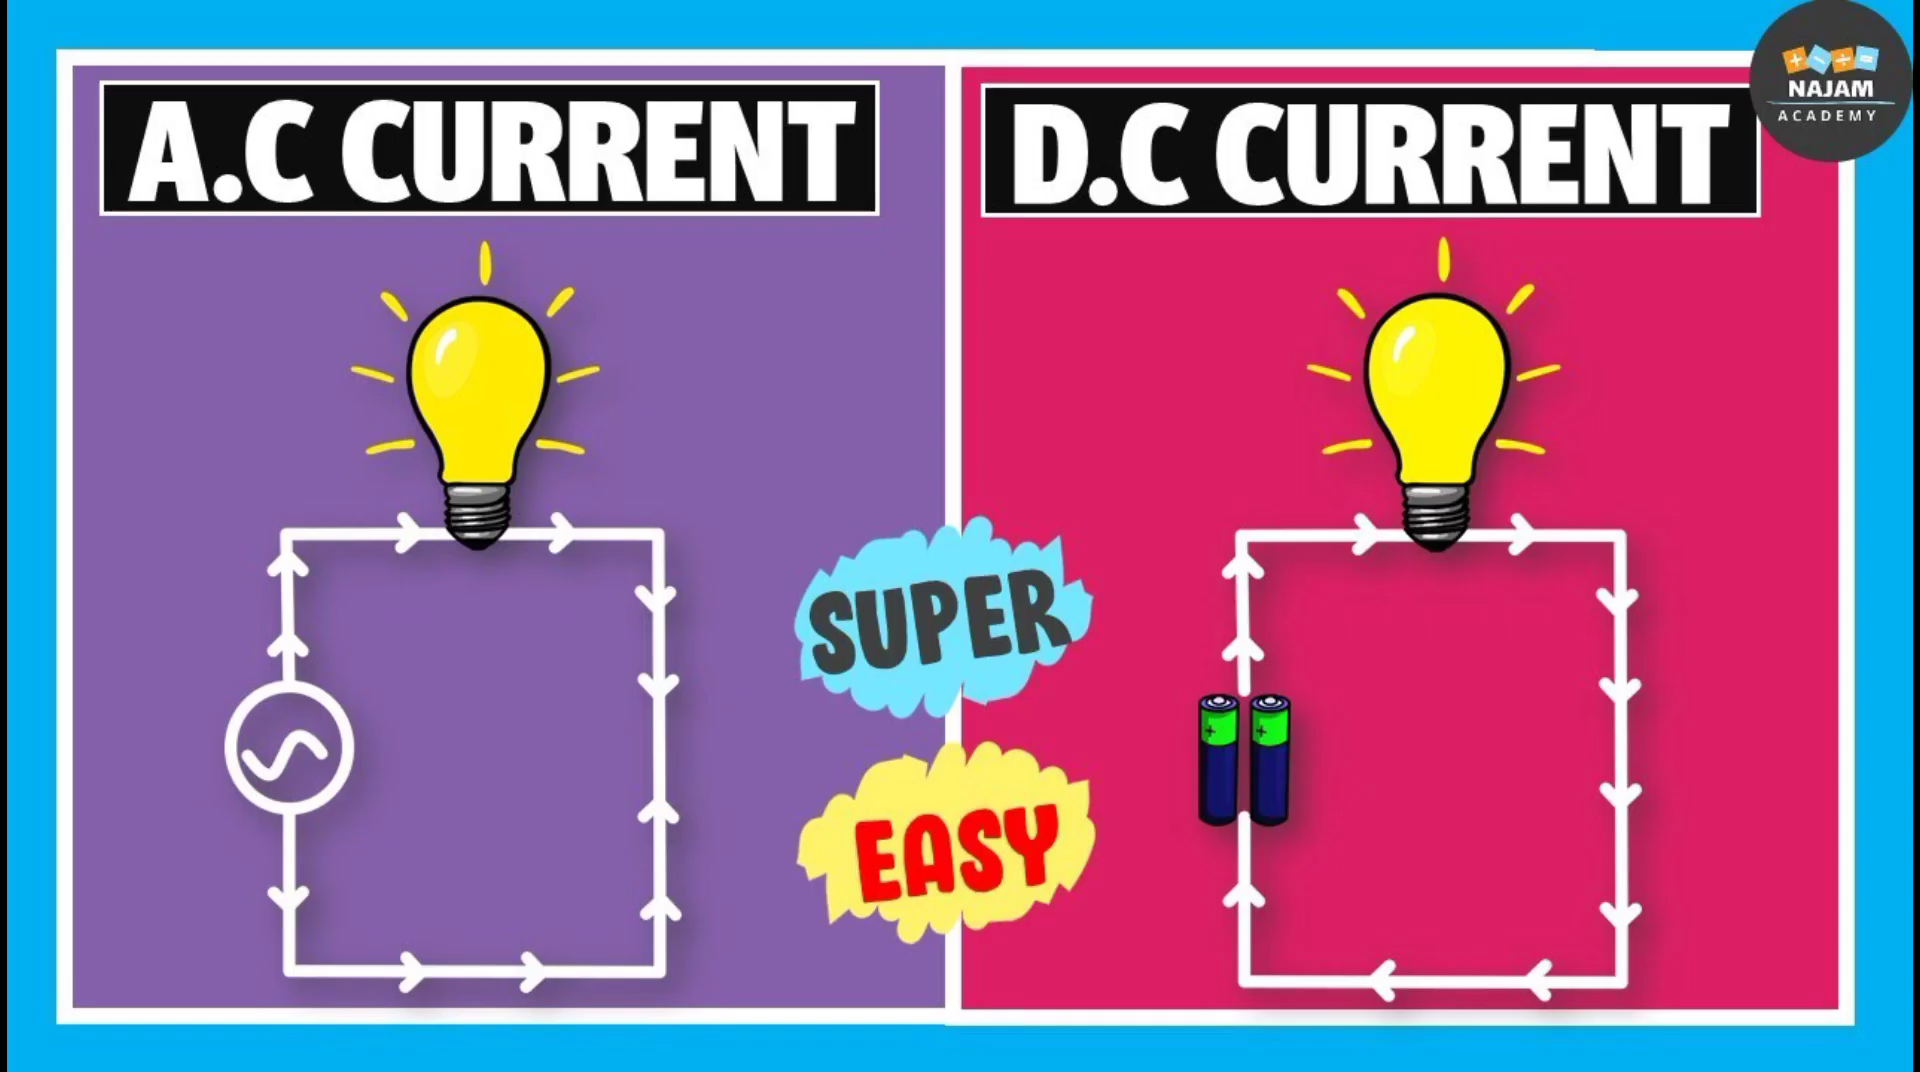 A.C CURRENT
D.C CURRENT
NAJAM
ACADEMY
SUPER
EASY